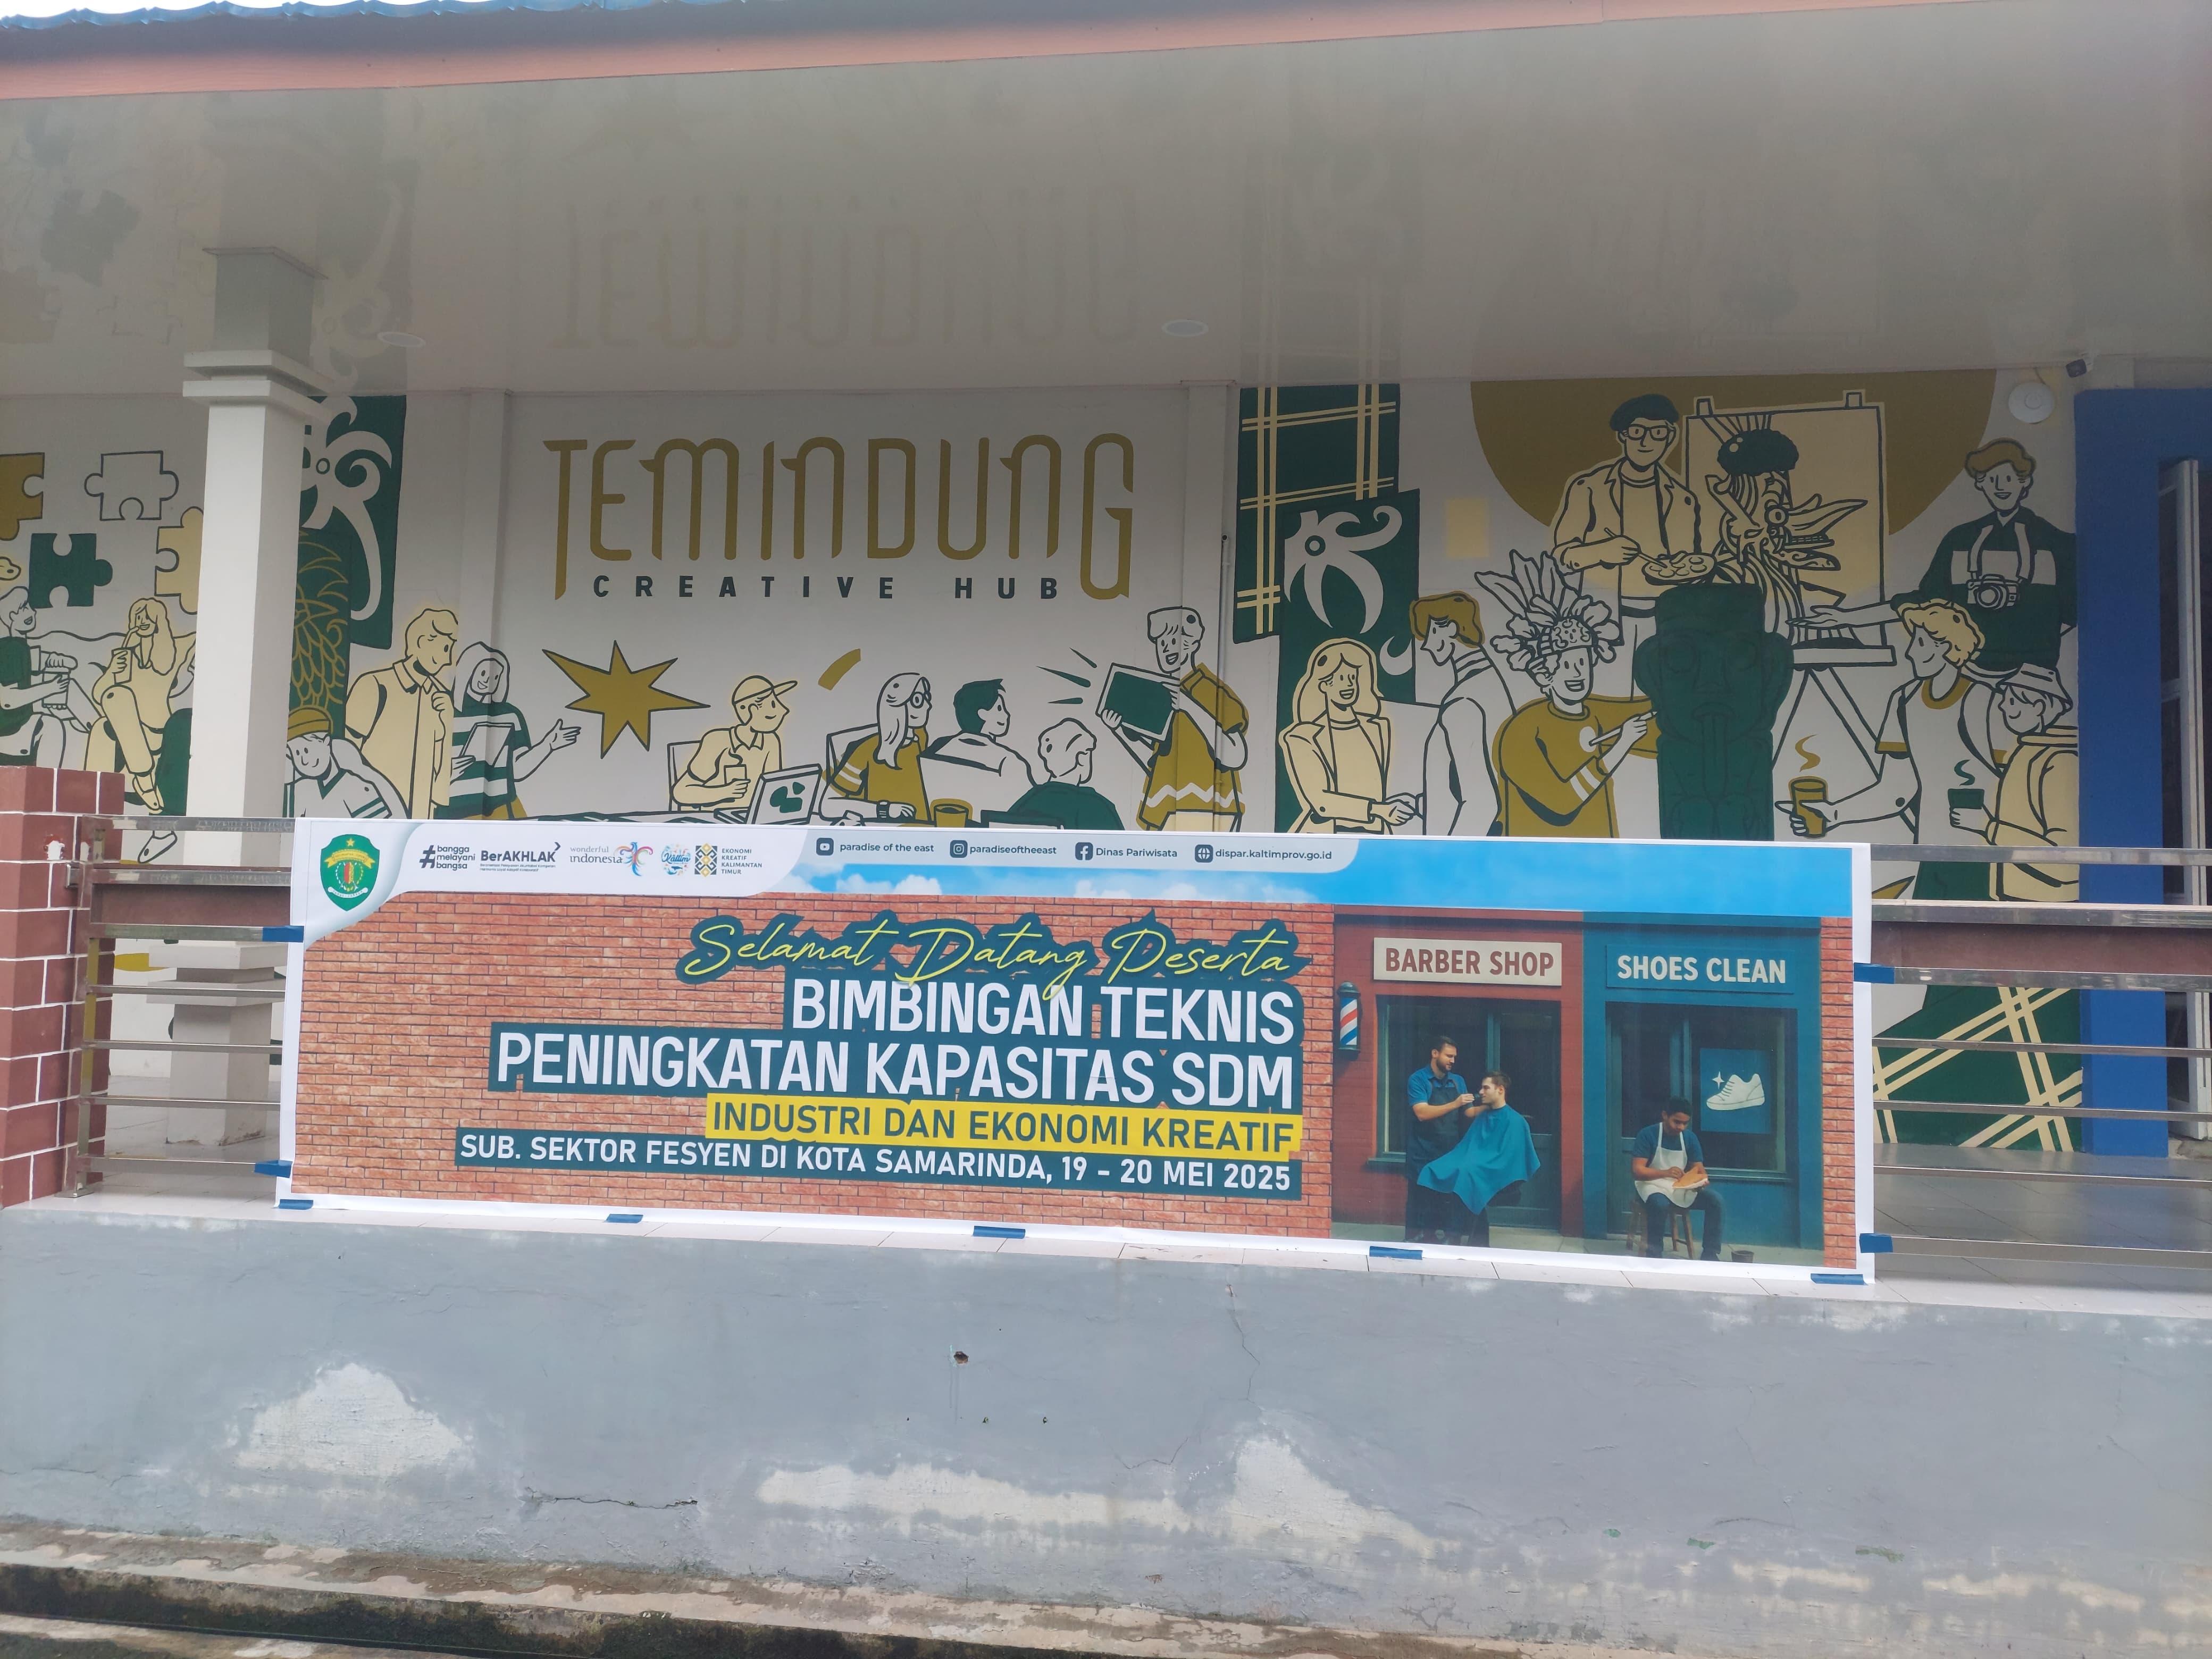 TEMINDUNG
CREATIVE HUB
#bangga
melayani
bangsa
BerAKHLAK
wonderful
indonesia
Kaltim
EKONOMI
KREATIF
KALIMANTAN
TIMUR
paradise of the east
paradiseoftheeast
Dinas Pariwisata
dispar.kaltimprov.go.id
Selamat Datang Peserta
BIMBINGAN TEKNIS
PENINGKATAN KAPASITAS SDM
INDUSTRI DAN EKONOMI KREATIF
SUB. SEKTOR FESYEN DI KOTA SAMARINDA, 19 - 20 MEI 2025
BARBER SHOP
SHOES CLEAN